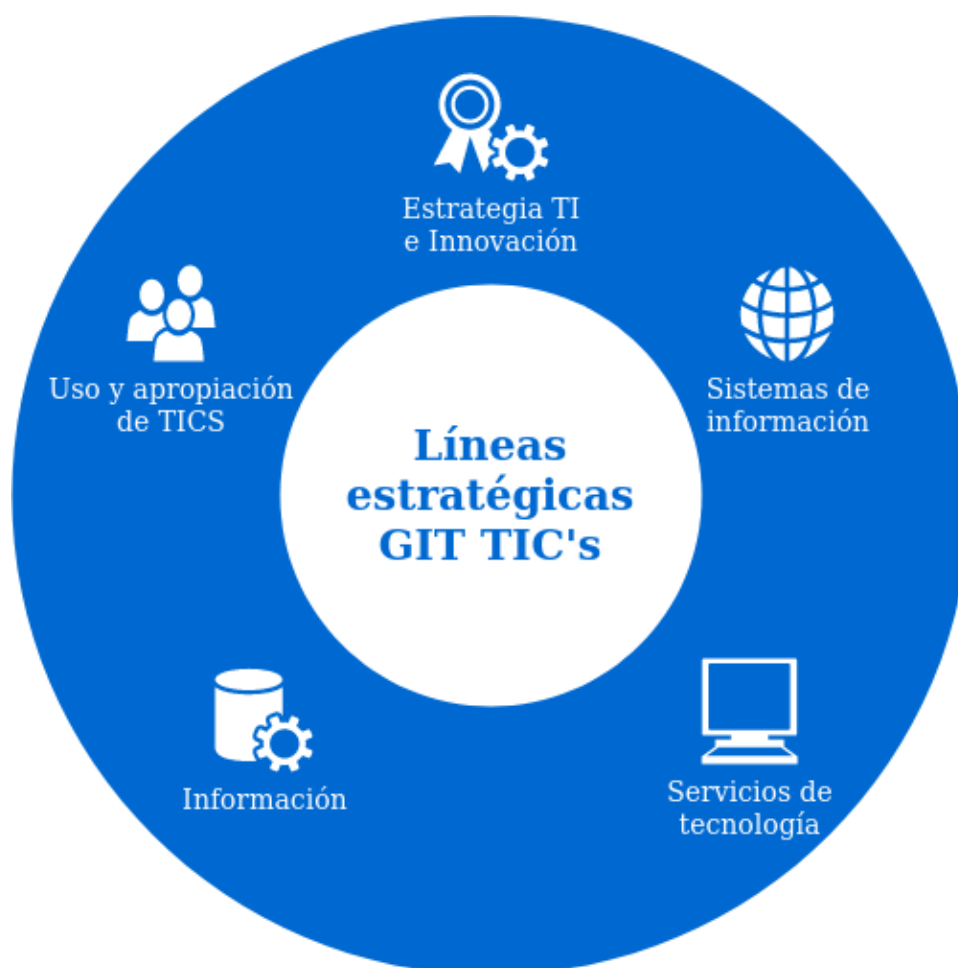 Estrategia TI
e Innovación
Uso y apropiación
de TICS
Sistemas de
información
Líneas
estratégicas
GIT TIC's
Información
Servicios de
tecnología